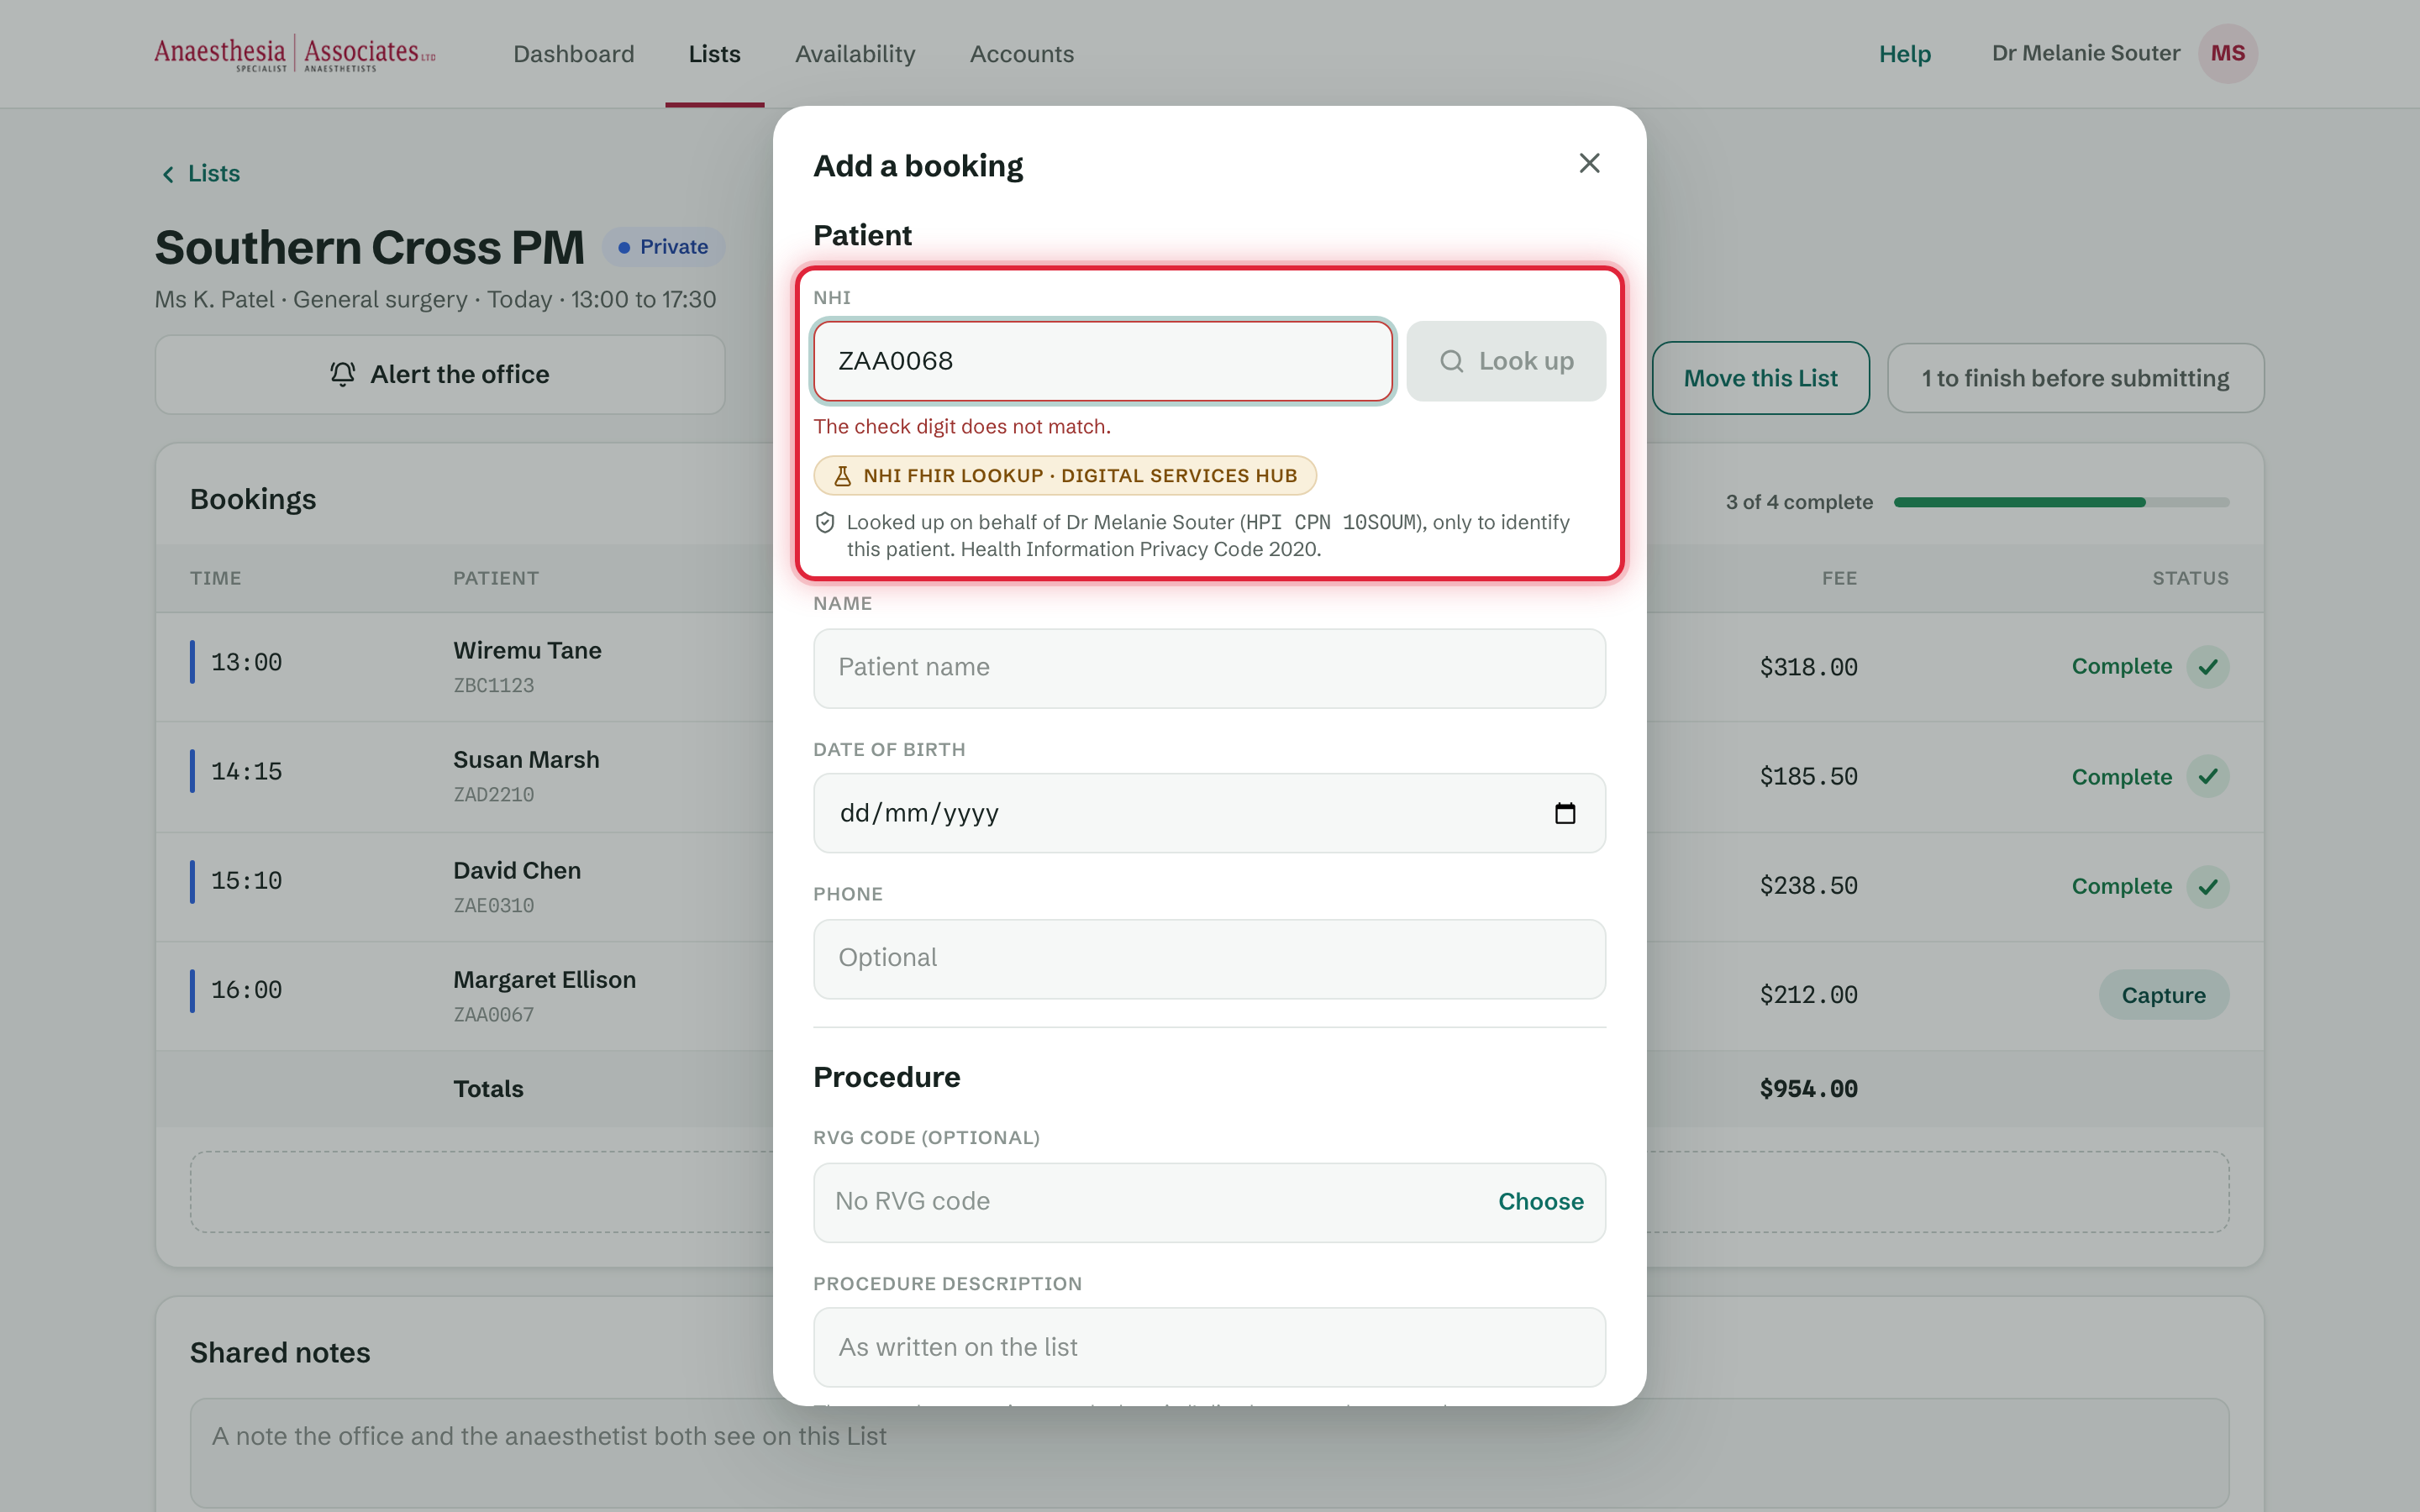 Anaesthesia | Associates LTD
SPECIALIST ANAESTHETISTS
Dashboard
Lists
Availability
Accounts
Help
Dr Melanie Souter
MS
Lists
Southern Cross PM
Private
Ms K. Patel · General surgery · Today · 13:00 to 17:30
Alert the office
Move this List
1 to finish before submitting
Bookings
3 of 4 complete
TIME
PATIENT
FEE
STATUS
13:00
Wiremu Tane
ZBC1123
$318.00
Complete
14:15
Susan Marsh
ZAD2210
$185.50
Complete
15:10
David Chen
ZAE0310
$238.50
Complete
16:00
Margaret Ellison
ZAA0067
$212.00
Capture
Totals
$954.00
Shared notes
A note the office and the anaesthetist both see on this List
Add a booking
Patient
NHI
ZAA0068
Look up
The check digit does not match.
NHI FHIR LOOKUP · DIGITAL SERVICES HUB
Looked up on behalf of Dr Melanie Souter (HPI CPN 10SOUM), only to identify
this patient. Health Information Privacy Code 2020.
NAME
Patient name
DATE OF BIRTH
dd/mm/yyyy
PHONE
Optional
Procedure
RVG CODE (OPTIONAL)
No RVG code
Choose
PROCEDURE DESCRIPTION
As written on the list